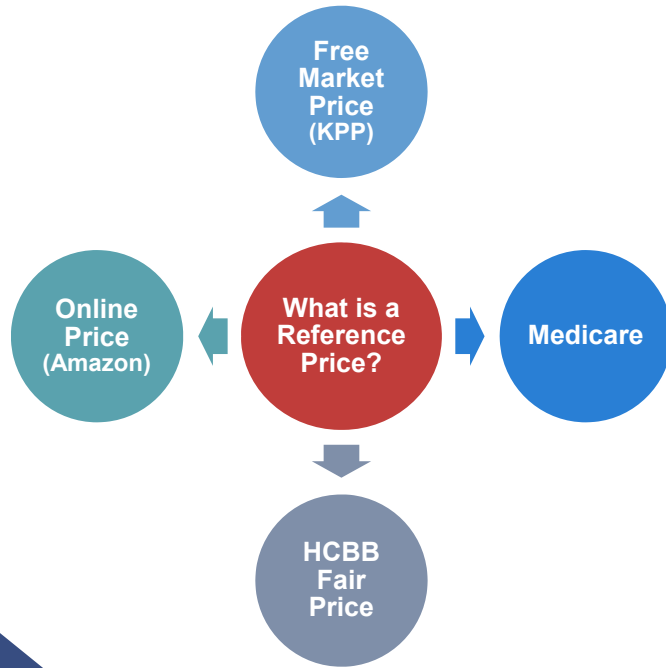 Free
Market
Price
(KPP)
Online
Price
(Amazon)
What is a
Reference
Price?
Medicare
HCBB
Fair
Price